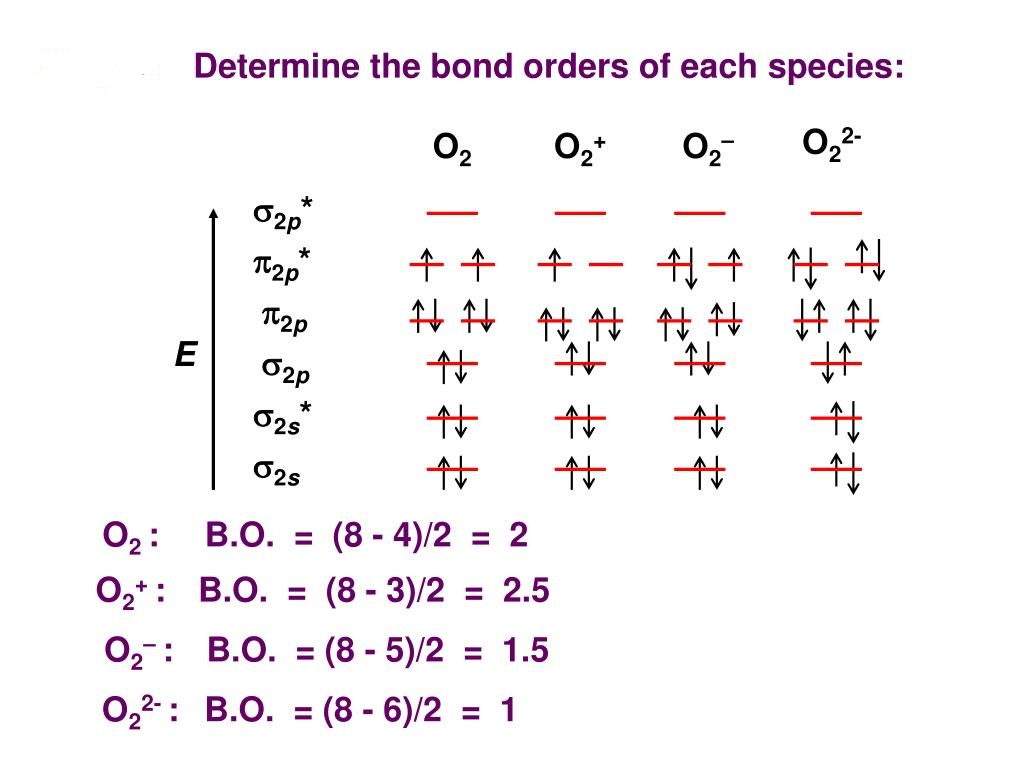 Determine the bond orders of each species:
O₂ O₂⁺ O₂⁻ O₂²⁻
σ₂ₚ*
π₂ₚ*
π₂ₚ
E
σ₂ₚ
σ₂ₛ*
σ₂ₛ
O₂ : B.O. = (8 - 4)/2 = 2
O₂⁺ : B.O. = (8 - 3)/2 = 2.5
O₂⁻ : B.O. = (8 - 5)/2 = 1.5
O₂²⁻ : B.O. = (8 - 6)/2 = 1